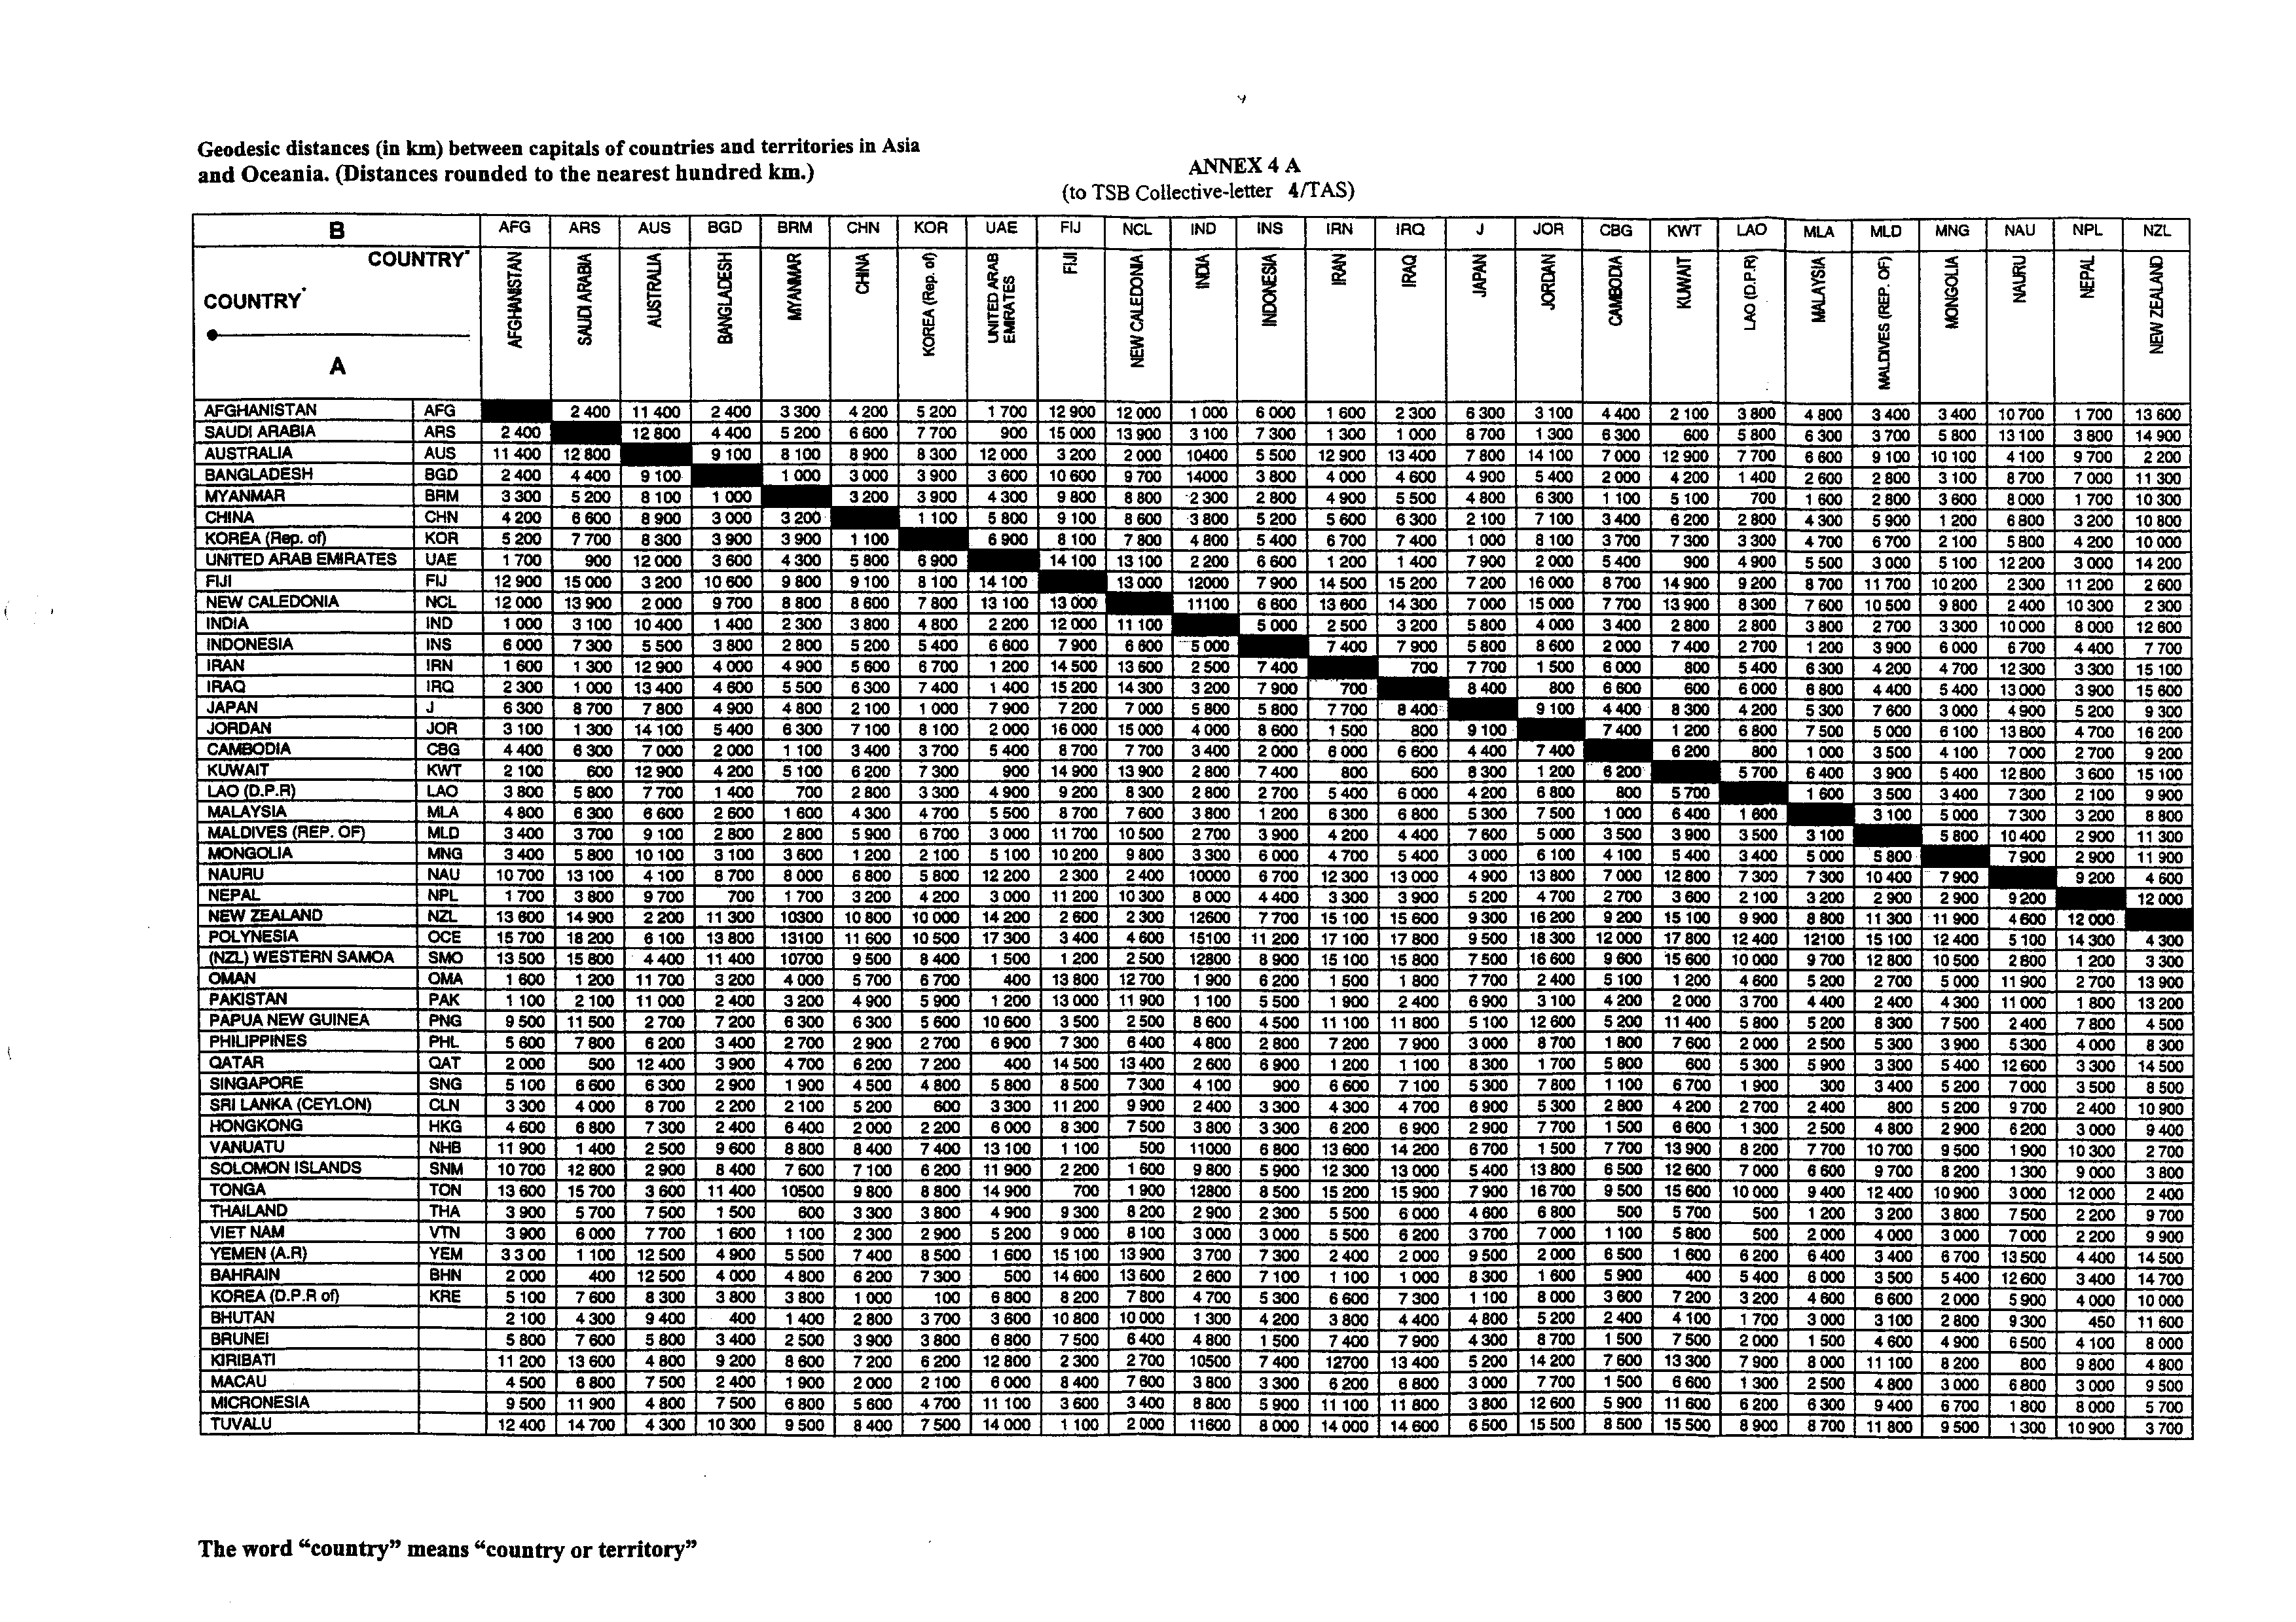 Geodesic distances (in km) between capitals of countries and territories in Asia
and Oceania. (Distances rounded to the nearest hundred km.)
ANNEX 4 A
(to TSB Collective-letter 4/TAS)
B AFG ARS AUS BGD BRM CHN KOR UAE FIJ NCL IND INS IRN IRQ J JOR CBG KWT LAO MLA MLD MNG NAU NPL NZL
COUNTRY* AFGHANISTAN SAUDI ARABIA AUSTRALIA BANGLADESH MYANMAR CHINA KOREA (Rep. of) UNITED ARAB EMIRATES FIJI NEW CALEDONIA INDIA INDONESIA IRAN IRAQ JAPAN JORDAN CAMBODIA KUWAIT LAO (D.P.R) MALAYSIA MALDIVES (REP. OF) MONGOLIA NAURU NEPAL NEW ZEALAND
COUNTRY*
A
AFGHANISTAN AFG 2 400 11 400 2 400 3 300 4 200 5 200 1 700 12 900 12 000 1 000 6 000 1 600 2 300 6 300 3 100 4 400 2 100 3 800 4 800 3 400 3 400 10 700 1 700 13 600
SAUDI ARABIA ARS 2 400 12 800 4 400 5 200 6 600 7 700 900 15 000 13 900 3 100 7 300 1 300 1 000 8 700 1 300 6 300 600 5 800 6 300 3 700 5 800 13 100 3 800 14 900
AUSTRALIA AUS 11 400 12 800 9 100 8 100 8 900 8 300 12 000 3 200 2 000 10400 5 500 12 900 13 400 7 800 14 100 7 000 12 900 7 700 6 600 9 100 10 100 4 100 9 700 2 200
BANGLADESH BGD 2 400 4 400 9 100 1 000 3 000 3 900 3 600 10 600 9 700 14000 3 800 4 000 4 600 4 900 5 400 2 000 4 200 1 400 2 600 2 800 3 100 8 700 7 000 11 300
MYANMAR BRM 3 300 5 200 8 100 1 000 3 200 3 900 4 300 9 800 8 800 2 300 2 800 4 900 5 500 4 800 6 300 1 100 5 100 700 1 600 2 800 3 600 8 000 1 700 10 300
CHINA CHN 4 200 6 600 8 900 3 000 3 200 1 100 5 800 9 100 8 600 3 800 5 200 5 600 6 300 2 100 7 100 3 400 6 200 2 800 4 300 5 900 1 200 6 800 3 200 10 800
KOREA (Rep. of) KOR 5 200 7 700 8 300 3 900 3 900 1 100 6 900 8 100 7 800 4 800 5 400 6 700 7 400 1 000 8 100 3 700 7 300 3 300 4 700 6 700 2 100 5 800 4 200 10 000
UNITED ARAB EMIRATES UAE 1 700 900 12 000 3 600 4 300 5 800 6 900 14 100 13 100 2 200 6 600 1 200 1 400 7 900 2 000 5 400 900 4 900 5 500 3 000 5 100 12 200 3 000 14 200
FIJI FIJ 12 900 15 000 3 200 10 600 9 800 9 100 8 100 14 100 13 000 12000 7 900 14 500 15 200 7 200 16 000 8 700 14 900 9 200 8 700 11 700 10 200 2 300 11 200 2 600
NEW CALEDONIA NCL 12 000 13 900 2 000 9 700 8 800 8 600 7 800 13 100 13 000 11100 6 600 13 600 14 300 7 000 15 000 7 700 13 900 8 300 7 600 10 500 9 800 2 400 10 300 2 300
INDIA IND 1 000 3 100 10 400 1 400 2 300 3 800 4 800 2 200 12 000 11 100 5 000 2 500 3 200 5 800 4 000 3 400 2 800 2 800 3 800 2 700 3 300 10 000 8 000 12 600
INDONESIA INS 6 000 7 300 5 500 3 800 2 800 5 200 5 400 6 600 7 900 6 600 5 000 7 400 7 900 5 800 8 600 2 000 7 400 2 700 1 200 3 900 6 000 6 700 4 400 7 700
IRAN IRN 1 600 1 300 12 900 4 000 4 900 5 600 6 700 1 200 14 500 13 600 2 500 7 400 700 7 700 1 500 6 000 800 5 400 6 300 4 200 4 700 12 300 3 300 15 100
IRAQ IRQ 2 300 1 000 13 400 4 600 5 500 6 300 7 400 1 400 15 200 14 300 3 200 7 900 700 8 400 800 6 600 600 6 000 6 800 4 400 5 400 13 000 3 900 15 600
JAPAN J 6 300 8 700 7 800 4 900 4 800 2 100 1 000 7 900 7 200 7 000 5 800 5 800 7 700 8 400 9 100 4 400 8 300 4 200 5 300 7 600 3 000 4 900 5 200 9 300
JORDAN JOR 3 100 1 300 14 100 5 400 6 300 7 100 8 100 2 000 16 000 15 000 4 000 8 600 1 500 800 9 100 7 400 1 200 6 800 7 500 5 000 6 100 13 800 4 700 16 200
CAMBODIA CBG 4 400 6 300 7 000 2 000 1 100 3 400 3 700 5 400 8 700 7 700 3 400 2 000 6 000 6 600 4 400 7 400 6 200 800 1 000 3 500 4 100 7 000 2 700 9 200
KUWAIT KWT 2 100 600 12 900 4 200 5 100 6 200 7 300 900 14 900 13 900 2 800 7 400 800 600 8 300 1 200 6 200 5 700 6 400 3 900 5 400 12 800 3 600 15 100
LAO (D.P.R) LAO 3 800 5 800 7 700 1 400 700 2 800 3 300 4 900 9 200 8 300 2 800 2 700 5 400 6 000 4 200 6 800 800 5 700 1 600 3 500 3 400 7 300 2 100 9 900
MALAYSIA MLA 4 800 6 300 6 600 2 600 1 600 4 300 4 700 5 500 8 700 7 600 3 800 1 200 6 300 6 800 5 300 7 500 1 000 6 400 1 600 3 100 5 000 7 300 3 200 8 800
MALDIVES (REP. OF) MLD 3 400 3 700 9 100 2 800 2 800 5 900 6 700 3 000 11 700 10 500 2 700 3 900 4 200 4 400 7 600 5 000 3 500 3 900 3 500 3 100 5 800 10 400 2 900 11 300
MONGOLIA MNG 3 400 5 800 10 100 3 100 3 600 1 200 2 100 5 100 10 200 9 800 3 300 6 000 4 700 5 400 3 000 6 100 4 100 5 400 3 400 5 000 5 800 7 900 2 900 11 900
NAURU NAU 10 700 13 100 4 100 8 700 8 000 6 800 5 800 12 200 2 300 2 400 10000 6 700 12 300 13 000 4 900 13 800 7 000 12 800 7 300 7 300 10 400 7 900 9 200 4 600
NEPAL NPL 1 700 3 800 9 700 700 1 700 3 200 4 200 3 000 11 200 10 300 8 000 4 400 3 300 3 900 5 200 4 700 2 700 3 600 2 100 3 200 2 900 2 900 9 200 12 000
NEW ZEALAND NZL 13 600 14 900 2 200 11 300 10300 10 800 10 000 14 200 2 600 2 300 12600 7 700 15 100 15 600 9 300 16 200 9 200 15 100 9 900 8 800 11 300 11 900 4 600 12 000
POLYNESIA OCE 15 700 18 200 6 100 13 800 13100 11 600 10 500 17 300 3 400 4 600 15100 11 200 17 100 17 800 9 500 18 300 12 000 17 800 12 400 12100 15 100 12 400 5 100 14 300 4 300
(NZL) WESTERN SAMOA SMO 13 500 15 800 4 400 11 400 10700 9 500 8 400 1 500 1 200 2 500 12800 8 900 15 100 15 800 7 500 16 600 9 600 15 600 10 000 9 700 12 800 10 500 2 800 1 200 3 300
OMAN OMA 1 600 1 200 11 700 3 200 4 000 5 700 6 700 400 13 800 12 700 1 900 6 200 1 500 1 800 7 700 2 400 5 100 1 200 4 600 5 200 2 700 5 000 11 900 2 700 13 900
PAKISTAN PAK 1 100 2 100 11 000 2 400 3 200 4 900 5 900 1 200 13 000 11 900 1 100 5 500 1 900 2 400 6 900 3 100 4 200 2 000 3 700 4 400 2 400 4 300 11 000 1 800 13 200
PAPUA NEW GUINEA PNG 9 500 11 500 2 700 7 200 6 300 6 300 5 600 10 600 3 500 2 500 8 600 4 500 11 100 11 800 5 100 12 600 5 200 11 400 5 800 5 200 8 300 7 500 2 400 7 800 4 500
PHILIPPINES PHL 5 600 7 800 6 200 3 400 2 700 2 900 2 700 6 900 7 300 6 400 4 800 2 800 7 200 7 900 3 000 8 700 1 800 7 600 2 000 2 500 5 300 3 900 5 300 4 000 8 300
QATAR QAT 2 000 500 12 400 3 900 4 700 6 200 7 200 400 14 500 13 400 2 600 6 900 1 200 1 100 8 300 1 700 5 800 600 5 300 5 900 3 300 5 400 12 600 3 300 14 500
SINGAPORE SNG 5 100 6 600 6 300 2 900 1 900 4 500 4 800 5 800 8 500 7 300 4 100 900 6 600 7 100 5 300 7 800 1 100 6 700 1 900 300 3 400 5 200 7 000 3 500 8 500
SRI LANKA (CEYLON) CLN 3 300 4 000 8 700 2 200 2 100 5 200 600 3 300 11 200 9 900 2 400 3 300 4 300 4 700 6 900 5 300 2 800 4 200 2 700 2 400 800 5 200 9 700 2 400 10 900
HONGKONG HKG 4 600 6 800 7 300 2 400 6 400 2 000 2 200 6 000 8 300 7 500 3 800 3 300 6 200 6 900 2 900 7 700 1 500 6 600 1 300 2 500 4 800 2 900 6 200 3 000 9 400
VANUATU NHB 11 900 1 400 2 500 9 600 8 800 8 400 7 400 13 100 1 100 500 11000 6 800 13 600 14 200 6 700 1 500 7 700 13 900 8 200 7 700 10 700 9 500 1 900 10 300 2 700
SOLOMON ISLANDS SNM 10 700 12 800 2 900 8 400 7 600 7 100 6 200 11 900 2 200 1 600 9 800 5 900 12 300 13 000 5 400 13 800 6 500 12 600 7 000 6 600 9 700 8 200 1 300 9 000 3 800
TONGA TON 13 600 15 700 3 600 11 400 10500 9 800 8 800 14 900 700 1 900 12800 8 500 15 200 15 900 7 900 16 700 9 500 15 600 10 000 9 400 12 400 10 900 3 000 12 000 2 400
THAILAND THA 3 900 5 700 7 500 1 500 600 3 300 3 800 4 900 9 300 8 200 2 900 2 300 5 500 6 000 4 600 6 800 500 5 700 500 1 200 3 200 3 800 7 500 2 200 9 700
VIET NAM VTN 3 900 6 000 7 700 1 600 1 100 2 300 2 900 5 200 9 000 8 100 3 000 3 000 5 500 6 200 3 700 7 000 1 100 5 800 500 2 000 4 000 3 000 7 000 2 200 9 900
YEMEN (A.R) YEM 3 300 1 100 12 500 4 900 5 500 7 400 8 500 1 600 15 100 13 900 3 700 7 300 2 400 2 000 9 500 2 000 6 500 1 600 6 200 6 400 3 400 6 700 13 500 4 400 14 500
BAHRAIN BHN 2 000 400 12 500 4 000 4 800 6 200 7 300 500 14 600 13 600 2 600 7 100 1 100 1 000 8 300 1 600 5 900 400 5 400 6 000 3 500 5 400 12 600 3 400 14 700
KOREA (D.P.R of) KRE 5 100 7 600 8 300 3 800 3 800 1 000 100 6 800 8 200 7 800 4 700 5 300 6 600 7 300 1 100 8 000 3 600 7 200 3 200 4 600 6 600 2 000 5 900 4 000 10 000
BHUTAN 2 100 4 300 9 400 400 1 400 2 800 3 700 3 600 10 800 10 000 1 300 4 200 3 800 4 400 4 800 5 200 2 400 4 100 1 700 3 000 3 100 2 800 9 300 450 11 600
BRUNEI 5 800 7 600 5 800 3 400 2 500 3 900 3 800 6 800 7 500 6 400 4 800 1 500 7 400 7 900 4 300 8 700 1 500 7 500 2 000 1 500 4 600 4 900 6 500 4 100 8 000
KIRIBATI 11 200 13 600 4 800 9 200 8 600 7 200 6 200 12 800 2 300 2 700 10500 7 400 12700 13 400 5 200 14 200 7 600 13 300 7 900 8 000 11 100 8 200 800 9 800 4 800
MACAU 4 500 6 800 7 500 2 400 1 900 2 000 2 100 6 000 8 400 7 600 3 800 3 300 6 200 6 800 3 000 7 700 1 500 6 600 1 300 2 500 4 800 3 000 6 800 3 000 9 500
MICRONESIA 9 500 11 900 4 800 7 500 6 800 5 600 4 700 11 100 3 600 3 400 8 800 5 900 11 100 11 800 3 800 12 600 5 900 11 600 6 200 6 300 9 400 6 700 1 800 8 000 5 700
TUVALU 12 400 14 700 4 300 10 300 9 500 8 400 7 500 14 000 1 100 2 000 11600 8 000 14 000 14 600 6 500 15 500 8 500 15 500 8 900 8 700 11 800 9 500 1 300 10 900 3 700
The word “country” means “country or territory”